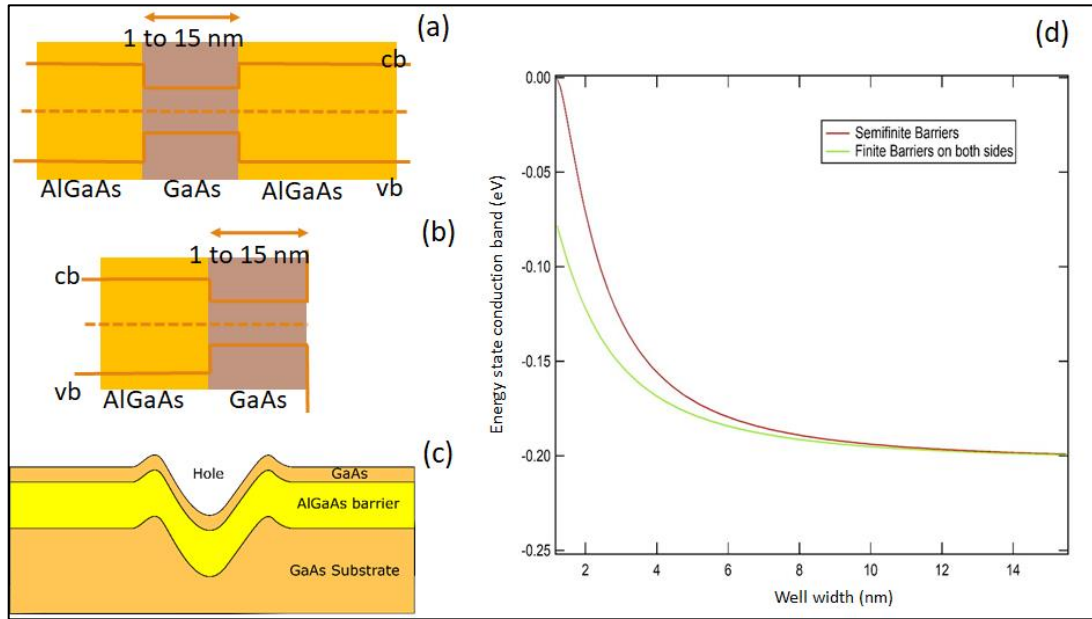 (a)
1 to 15 nm
cb
AlGaAs GaAs AlGaAs vb
(b)
1 to 15 nm
cb
vb
AlGaAs GaAs
(c)
Hole
GaAs
AlGaAs barrier
GaAs Substrate
(d)
0.00
-0.05
-0.10
-0.15
-0.20
-0.25
Energy state conduction band (eV)
Semifinite Barriers
Finite Barriers on both sides
2 4 6 8 10 12 14
Well width (nm)